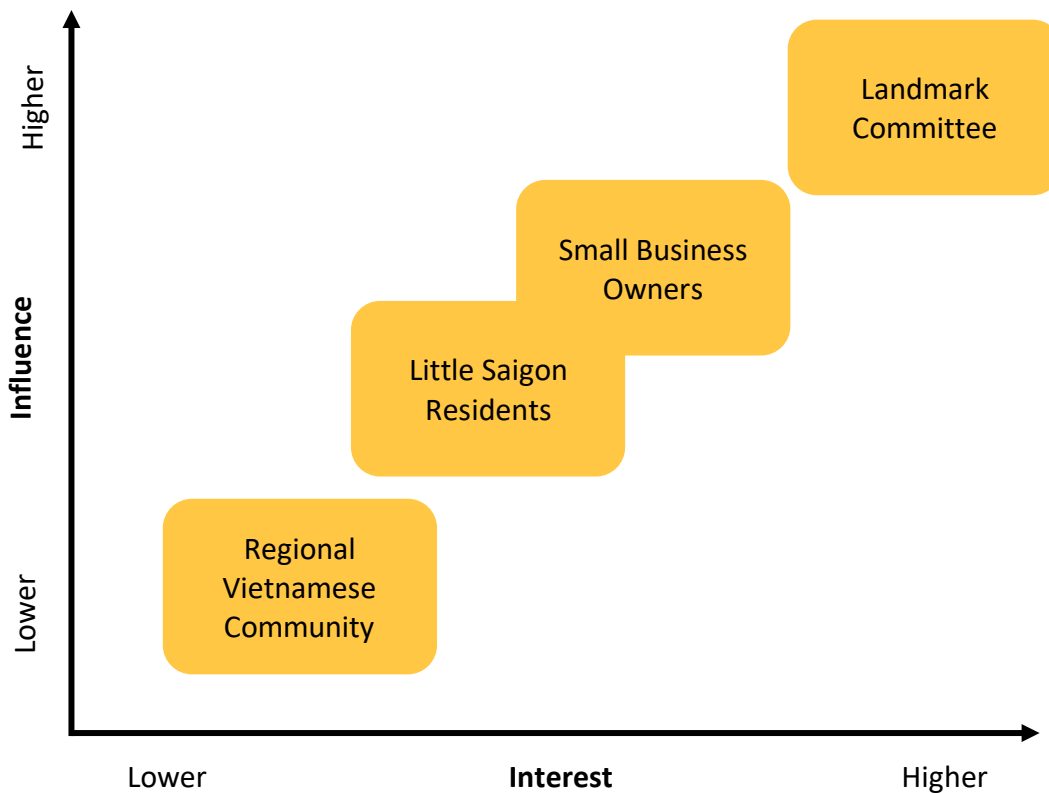 Higher
Landmark
Committee
Small Business
Owners
Influence
Little Saigon
Residents
Regional
Vietnamese
Community
Lower
Lower
Interest
Higher